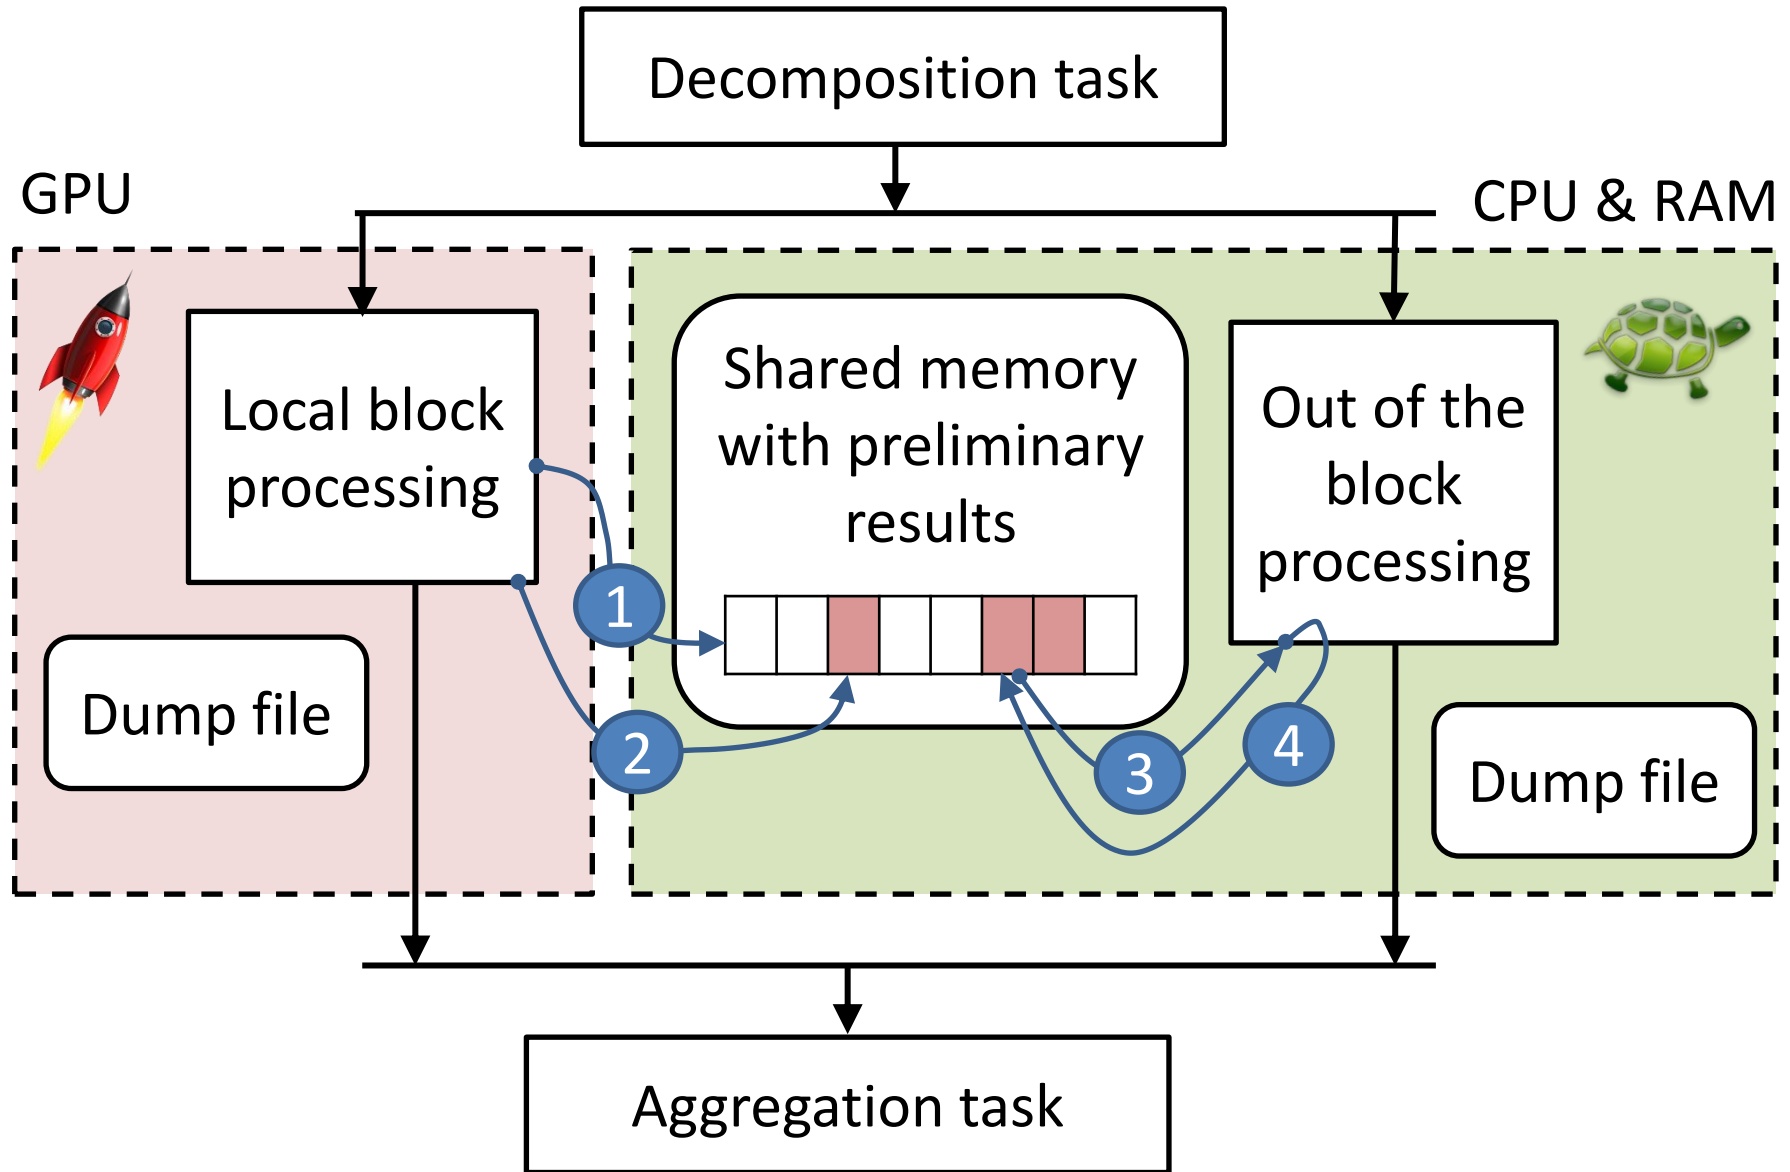 Decomposition task
GPU
CPU & RAM
Local block
processing
Shared memory
with preliminary
results
Out of the
block
processing
1
2
3
4
Dump file
Dump file
Aggregation task